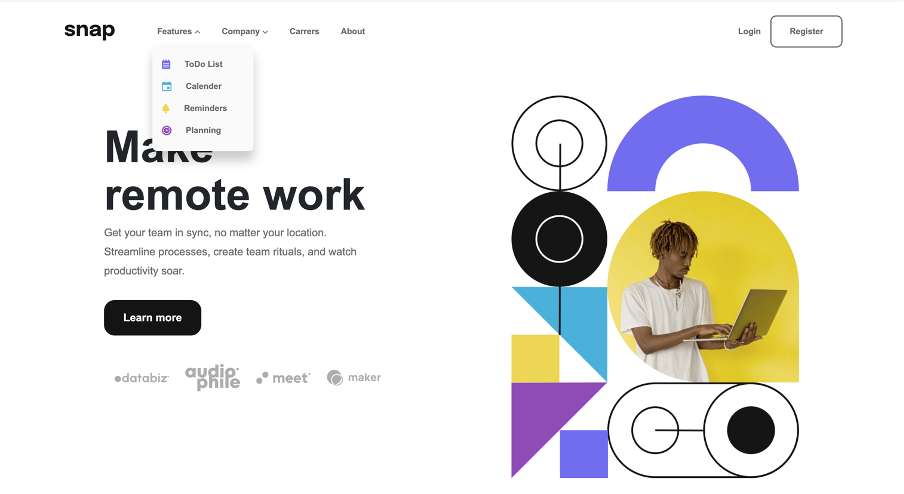 snap
Features
Company
Carrers
About
Login
Register
ToDo List
Calender
Reminders
Planning
Make
remote work
Get your team in sync, no matter your location.
Streamline processes, create team rituals, and watch
productivity soar.
Learn more
databiz
audio
phile
meet
maker